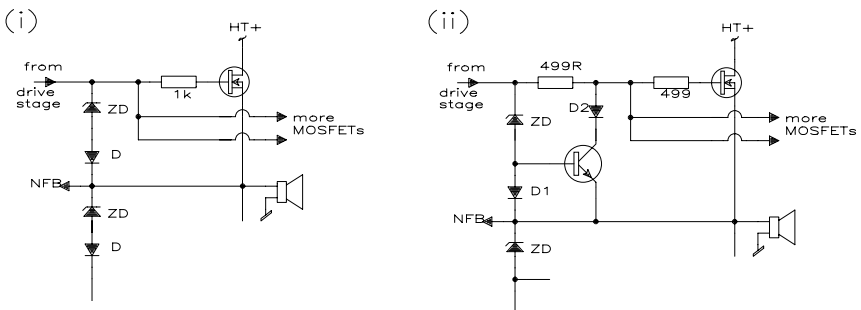 (i)
HT+
from
drive
stage
1k
ZD
more
MOSFETs
D
NFB
ZD
D
(ii)
HT+
from
drive
stage
499R
499
D2
ZD
more
MOSFETs
D1
NFB
ZD